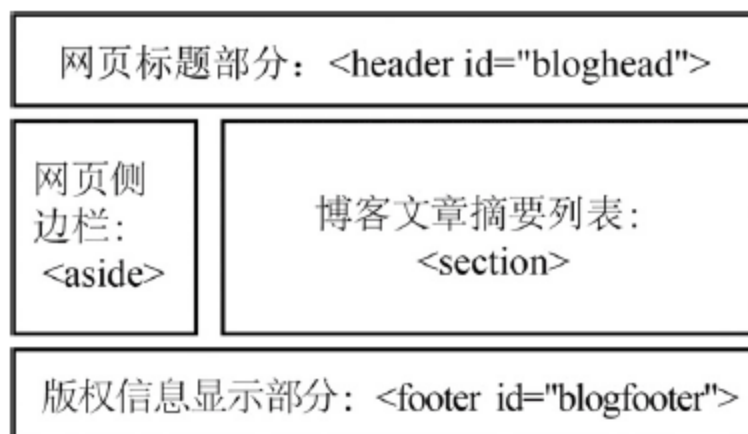 网页标题部分：<header id="bloghead">
网页侧
边栏：
<aside>
博客文章摘要列表：
<section>
版权信息显示部分：<footer id="blogfooter">